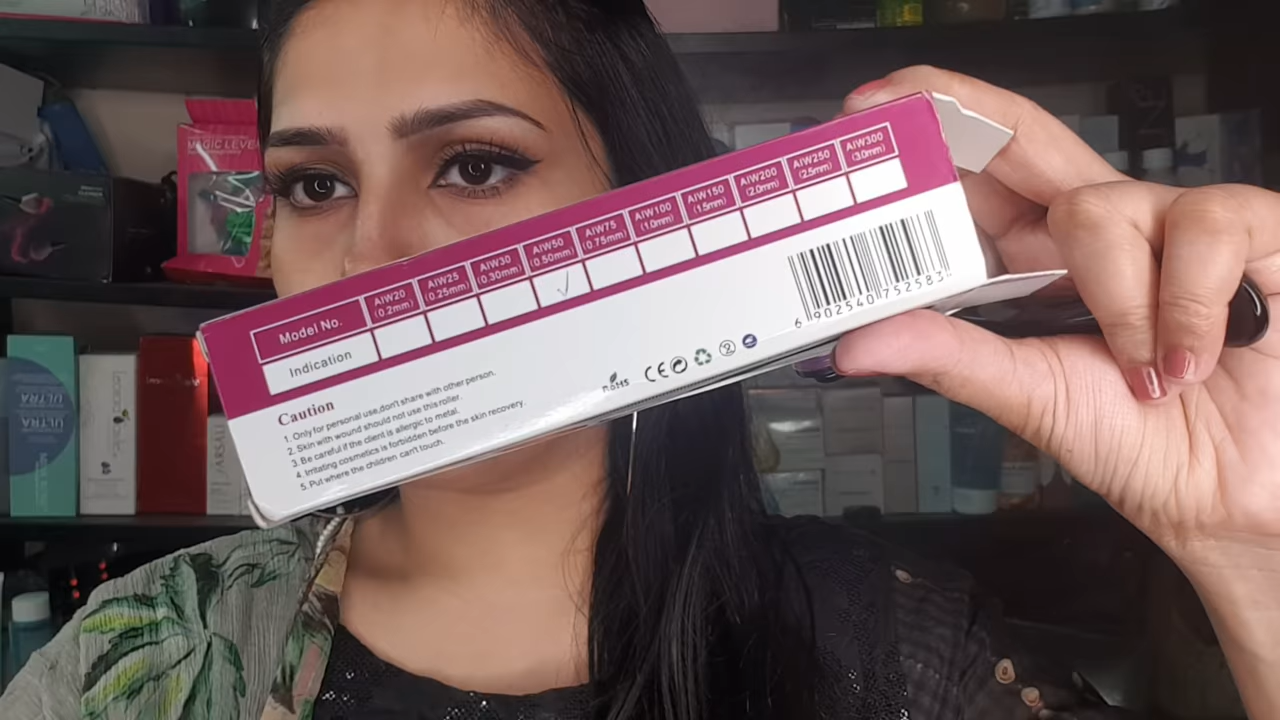 MAGIC LEVE
Model No. AIW20 (0.2mm) AIW25 (0.25mm) AIW30 (0.30mm) AIW50 (0.50mm) AIW75 (0.75mm) AIW100 (1.0mm) AIW150 (1.5mm) AIW200 (2.0mm) AIW250 (2.5mm) AIW300 (3.0mm)
Indication √
6 902540 752583
Caution
1. Only for personal use,don't share with other person.
2. Skin with wound should not use this roller.
3. Be careful if the client is allergic to metal.
4. Irritating cosmetics is forbidden before the skin recovery.
5. Put where the children can't touch.
RoHS CE
ULTRA
ULTRA